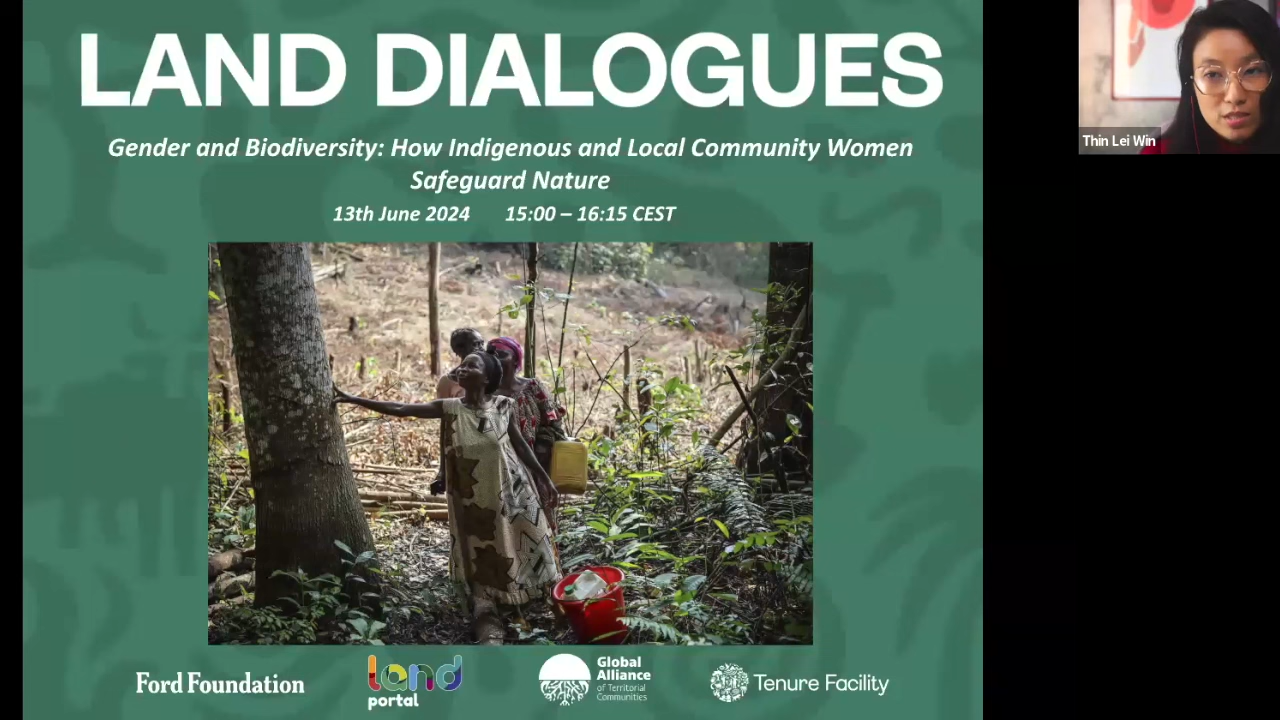 LAND DIALOGUES
Gender and Biodiversity: How Indigenous and Local Community Women
Safeguard Nature
13th June 2024 15:00 – 16:15 CEST
Thin Lei Win
Ford Foundation
land
portal
Global
Alliance
of Territorial
Communities
Tenure Facility